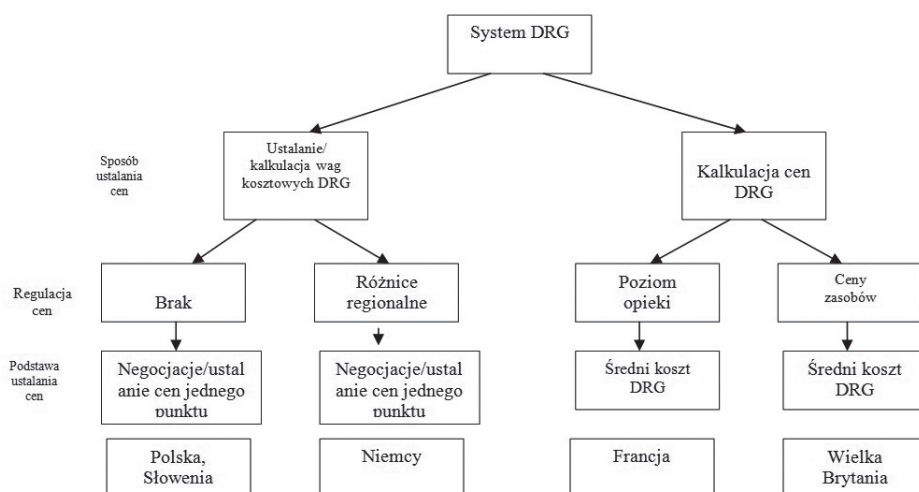 System DRG
Sposób
ustalania
cen
Ustalanie/
kalkulacja wag
kosztowych DRG
Kalkulacja cen
DRG
Regulacja
cen
Brak
Różnice
regionalne
Poziom
opieki
Ceny
zasobów
Podstawa
ustalania
cen
Negocjacje/ustal
anie cen jednego
punktu
Negocjacje/ustal
anie cen jednego
punktu
Średni koszt
DRG
Średni koszt
DRG
Polska,
Słowenia
Niemcy
Francja
Wielka
Brytania